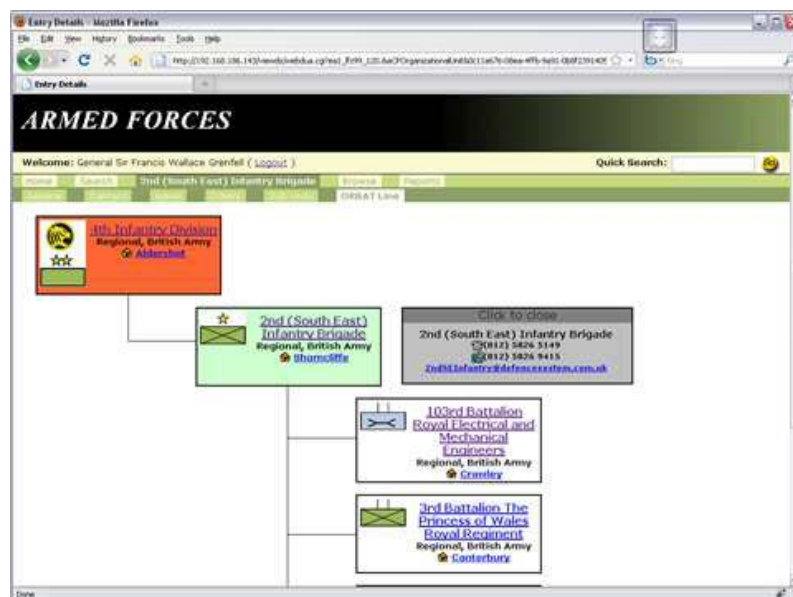 Entry Details - Mozilla Firefox
File Edit View History Bookmarks Tools Help
Entry Details
ARMED FORCES
Welcome: General Sir Francis Wallace Grenfell ( Logout )
Quick Search:
Home Search 2nd (South East) Infantry Brigade Browse Reports
ORBAT Line
4th Infantry Division
Regional, British Army
Aldershot
2nd (South East)
Infantry Brigade
Regional, British Army
Shorncliffe
Click to close
2nd (South East) Infantry Brigade
(012) 5826 5149
(012) 5826 9415
2ndSEInfantry@defencesystem.com.uk
103rd Battalion
Royal Electrical and
Mechanical
Engineers
Regional, British Army
Crawley
3rd Battalion The
Princess of Wales
Royal Regiment
Regional, British Army
Canterbury
Done